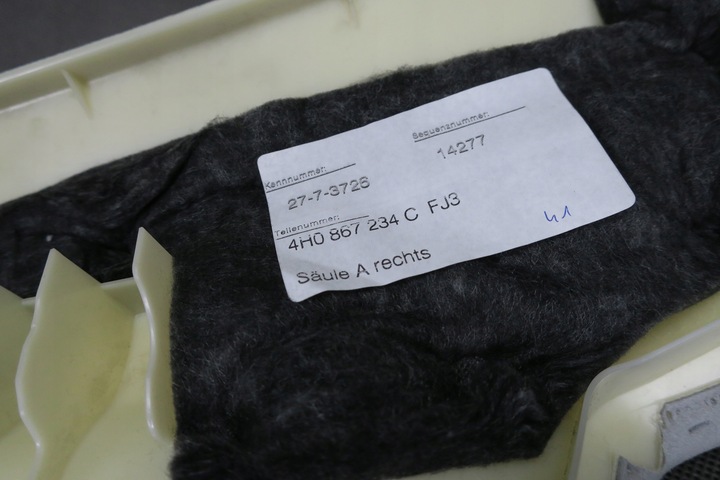 Kennnummer:
27-7-3726
Sequenznummer:
14277
Teilenummer:
4H0 867 234 C FJ3
Säule A rechts
41